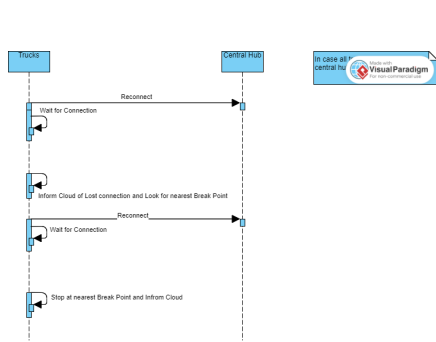 Trucks
Central Hub
In case all
central hu
Made with
Visual Paradigm
For non-commercial use
Reconnect
Wait for Connection
Inform Cloud of Lost connection and Look for nearest Break Point
Reconnect
Wait for Connection
Stop at nearest Break Point and Infrom Cloud